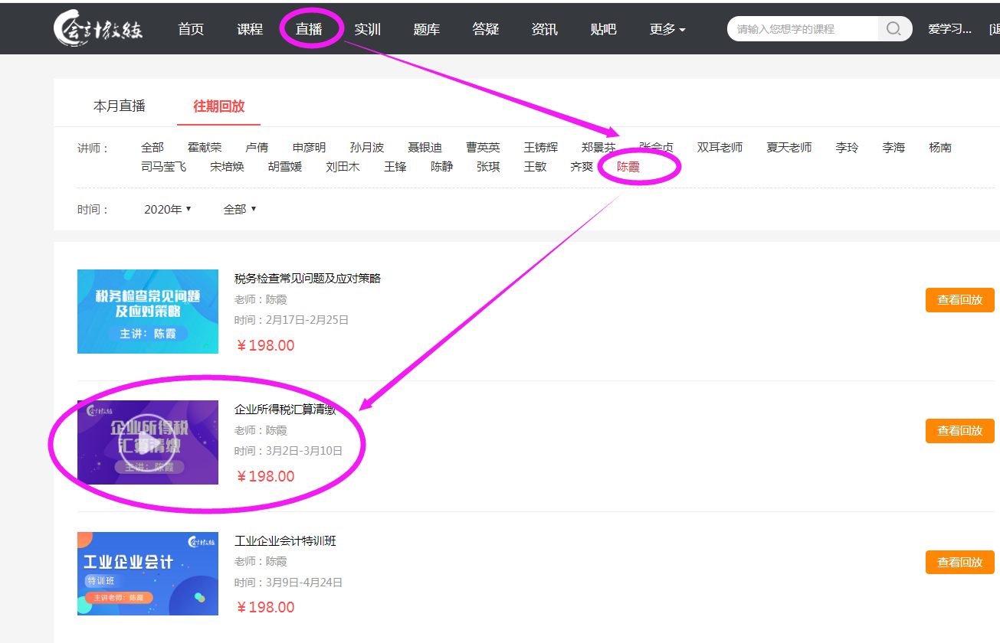 会计教练 首页 课程 直播 实训 题库 答疑 资讯 贴吧 更多 请输入您想学的课程 爱学习... [退
本月直播 往期回放
讲师： 全部 霍献荣 卢倩 申彦明 孙月波 聂银迪 曹英英 王铸辉 郑景芬 张会贞 双耳老师 夏天老师 李玲 李海 杨南
司马莹飞 宋培焕 胡雪媛 刘田木 王锋 陈静 张琪 王敏 齐爽 陈霞
时间： 2020年 全部
税务检查常见问题
及应对策略
主讲：陈霞
税务检查常见问题及应对策略
老师：陈霞
时间：2月17日-2月25日
￥198.00
查看回放
会计教练
企业所得税
汇算清缴
主讲：陈霞
企业所得税汇算清缴
老师：陈霞
时间：3月2日-3月10日
￥198.00
查看回放
会计教练
工业企业会计
特训班
主讲老师：陈霞
工业企业会计特训班
老师：陈霞
时间：3月9日-4月24日
￥198.00
查看回放